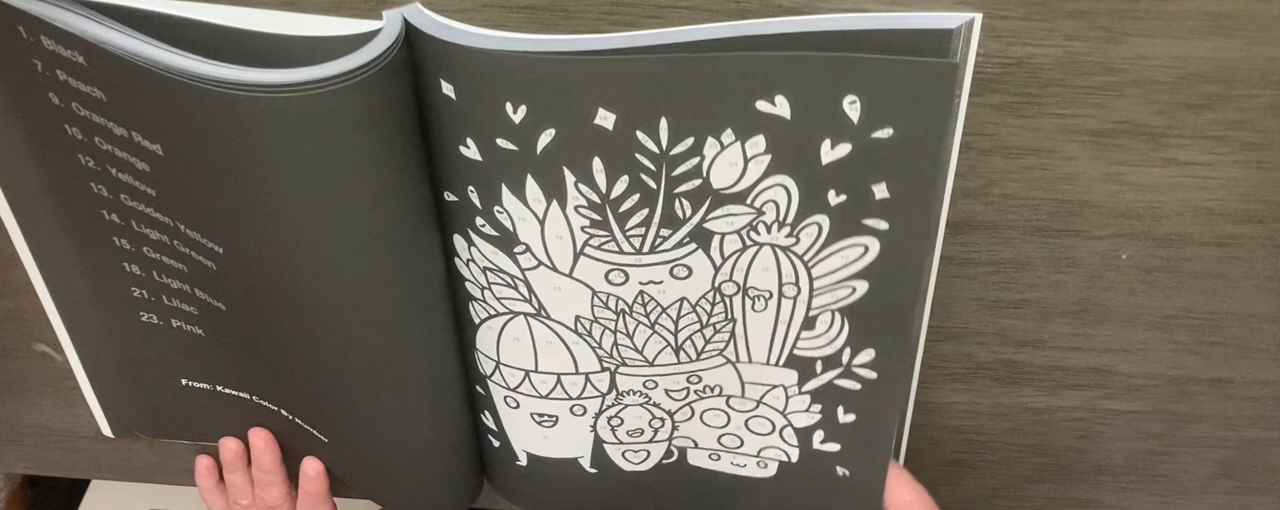 1. Black
7. Peach
9. Orange Red
10. Orange
12. Yellow
13. Golden Yellow
14. Light Green
15. Green
18. Light Blue
21. Lilac
23. Pink
From: Kawaii Color By Number